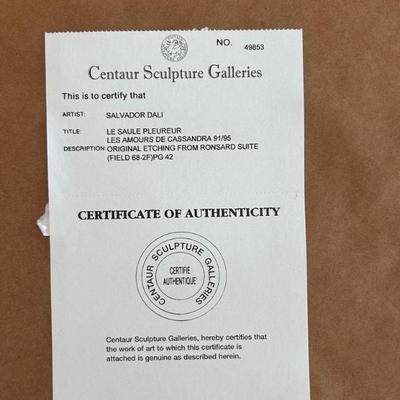 NO. 49853
Centaur Sculpture Galleries
This is to certify that
ARTIST: SALVADOR DALI
TITLE: LE SAULE PLEUREUR
LES AMOURS DE CASSANDRA 91/95
DESCRIPTION: ORIGINAL ETCHING FROM RONSARD SUITE
(FIELD 68-2F)PG 42
CERTIFICATE OF AUTHENTICITY
CENTAUR SCULPTURE GALLERIES
CERTIFIE
AUTHENTIQUE
Centaur Sculpture Galleries, hereby certifies that
the work of art to which this certificate is
attached is genuine as described herein.